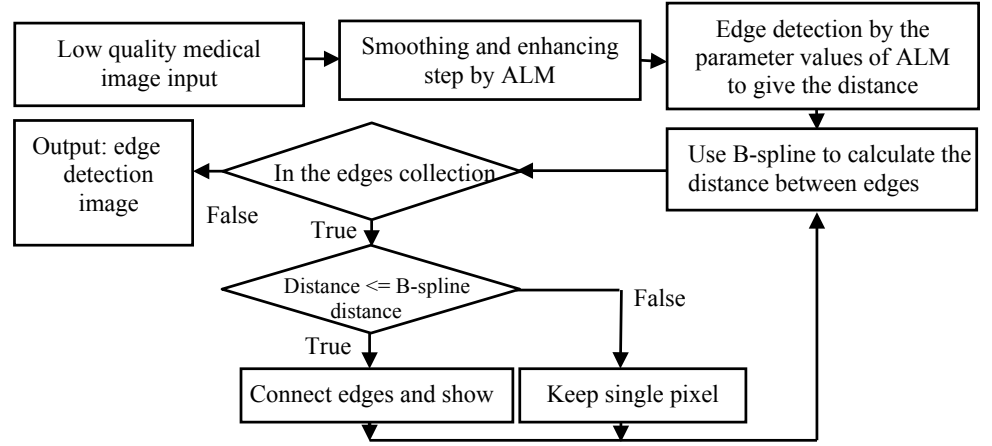 Low quality medical
image input
Smoothing and enhancing
step by ALM
Edge detection by the
parameter values of ALM
to give the distance
Use B-spline to calculate the
distance between edges
In the edges collection
Output: edge
detection
image
False
True
Distance <= B-spline
distance
False
True
Connect edges and show
Keep single pixel